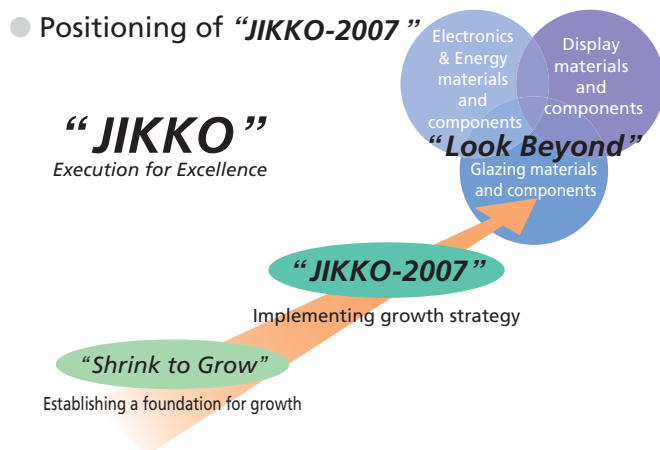 Positioning of “JIKKO-2007”
Electronics
& Energy
materials
and
components
Display
materials
and
components
“JIKKO”
Execution for Excellence
“Look Beyond”
Glazing materials
and components
“JIKKO-2007”
Implementing growth strategy
“Shrink to Grow”
Establishing a foundation for growth